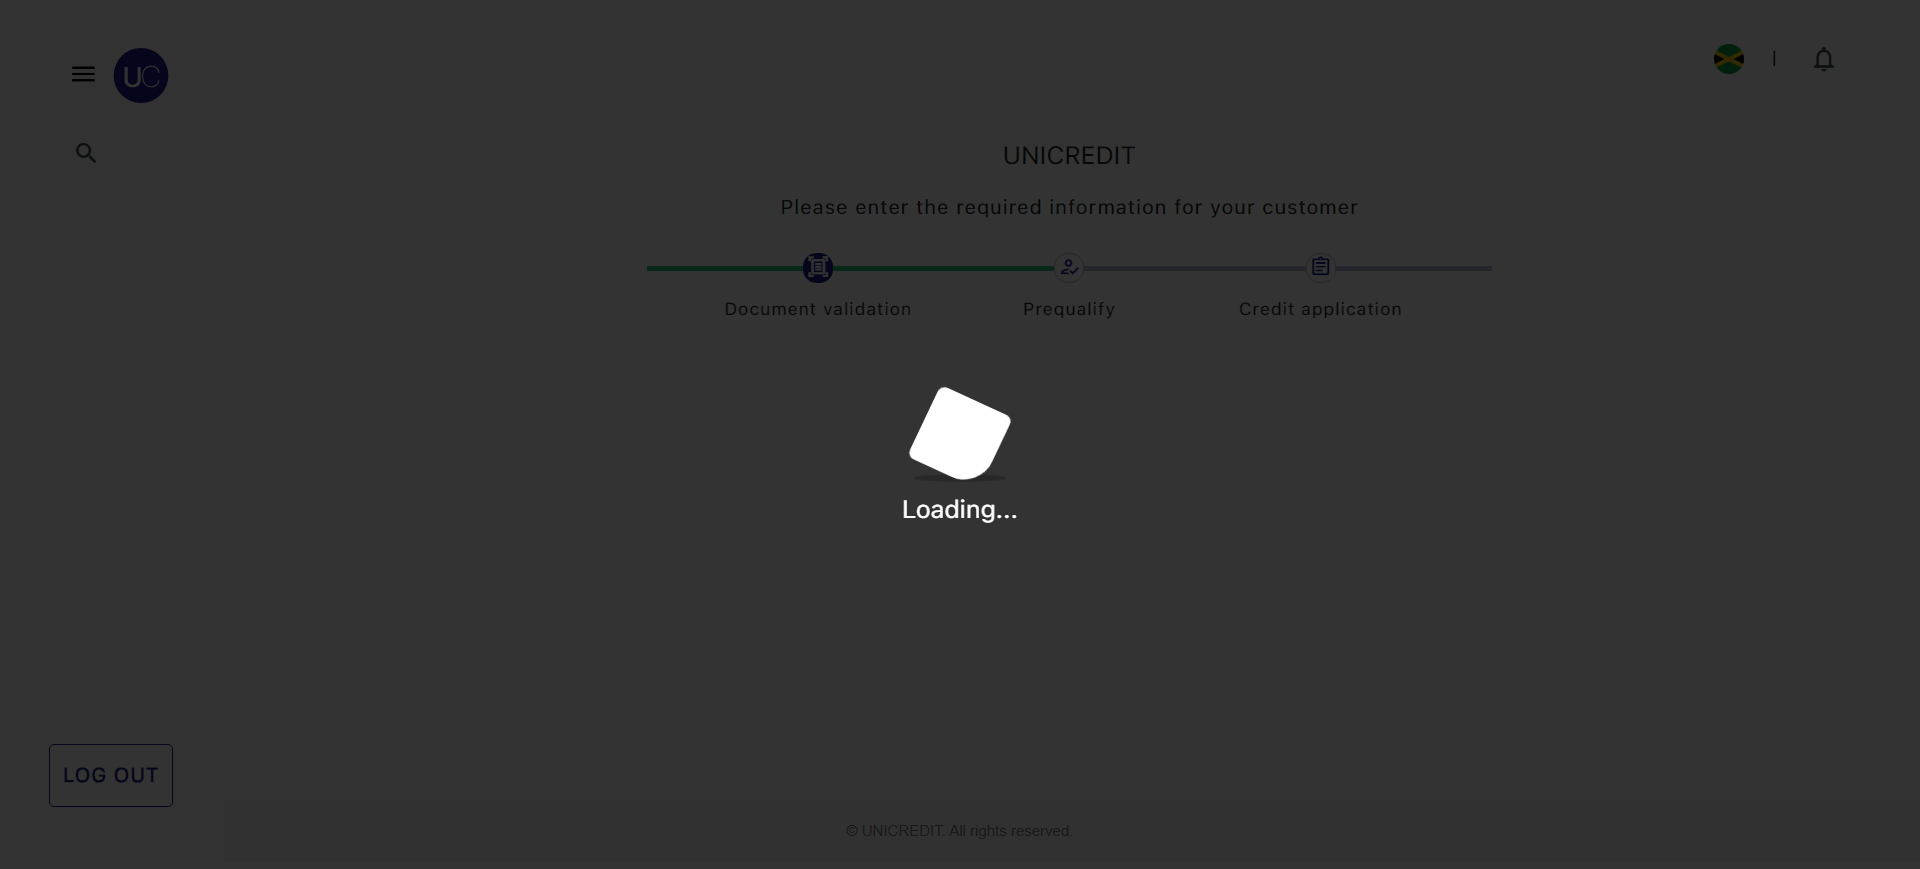 UC
UNICREDIT
Please enter the required information for your customer
Document validation
Prequalify
Credit application
Loading...
LOG OUT
© UNICREDIT. All rights reserved.